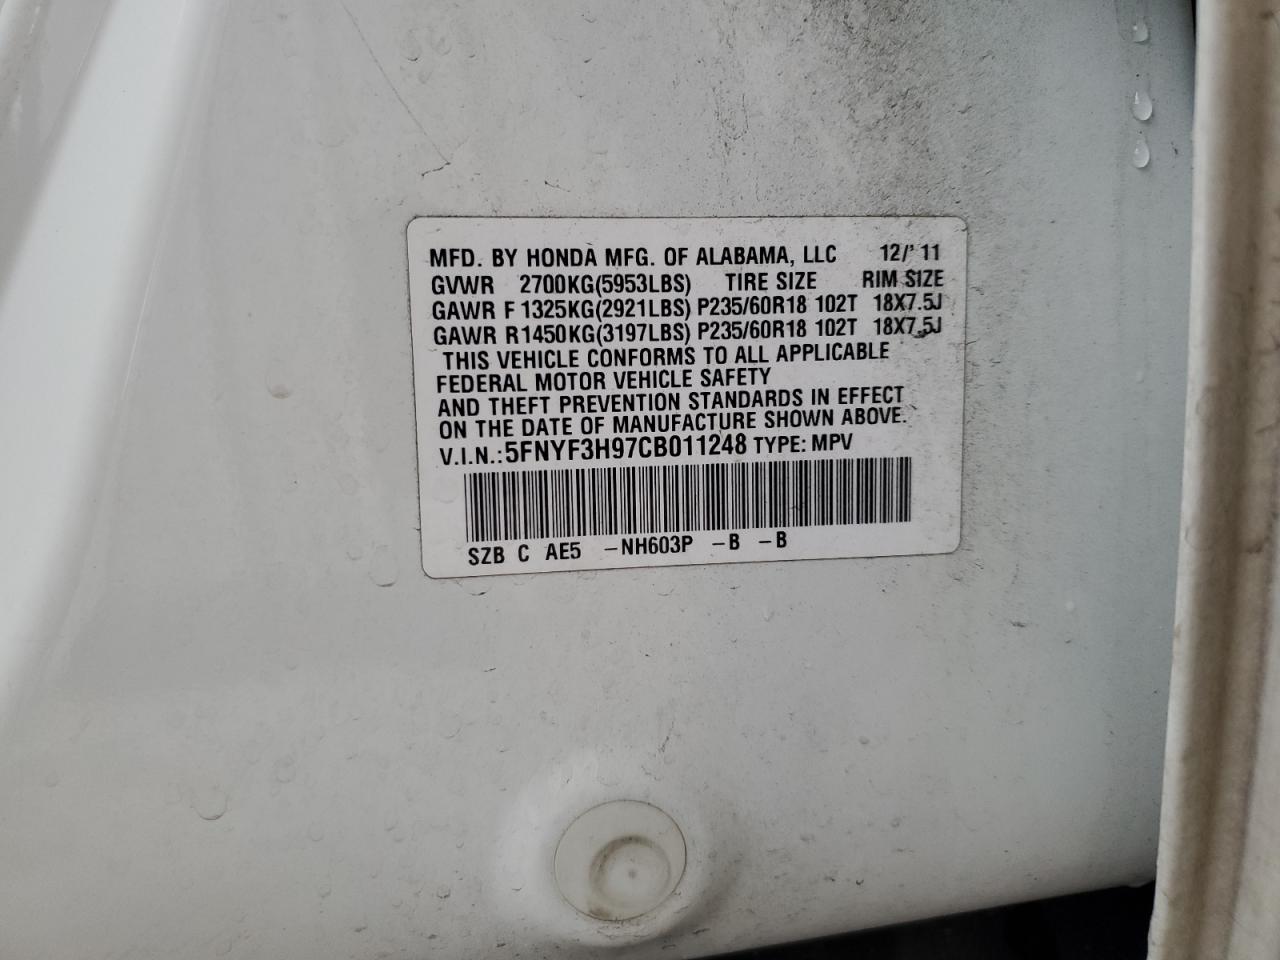 MFD. BY HONDA MFG. OF ALABAMA, LLC 12/'11
GVWR 2700KG(5953LBS) TIRE SIZE RIM SIZE
GAWR F 1325KG(2921LBS) P235/60R18 102T 18X7.5J
GAWR R1450KG(3197LBS) P235/60R18 102T 18X7.5J
THIS VEHICLE CONFORMS TO ALL APPLICABLE
FEDERAL MOTOR VEHICLE SAFETY
AND THEFT PREVENTION STANDARDS IN EFFECT
ON THE DATE OF MANUFACTURE SHOWN ABOVE.
V.I.N.:5FNYF3H97CB011248 TYPE: MPV
SZB C AE5 -NH603P -B -B